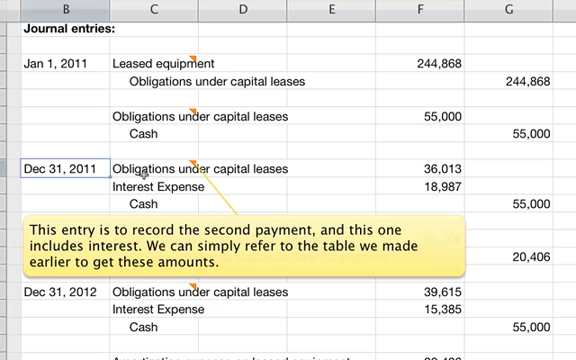 B C D E F G
Journal entries:
Jan 1, 2011 Leased equipment 244,868
Obligations under capital leases 244,868
Obligations under capital leases 55,000
Cash 55,000
Dec 31, 2011 Obligations under capital leases 36,013
Interest Expense 18,987
Cash 55,000
This entry is to record the second payment, and this one
includes interest. We can simply refer to the table we made
earlier to get these amounts.
20,406
Dec 31, 2012 Obligations under capital leases 39,615
Interest Expense 15,385
Cash 55,000